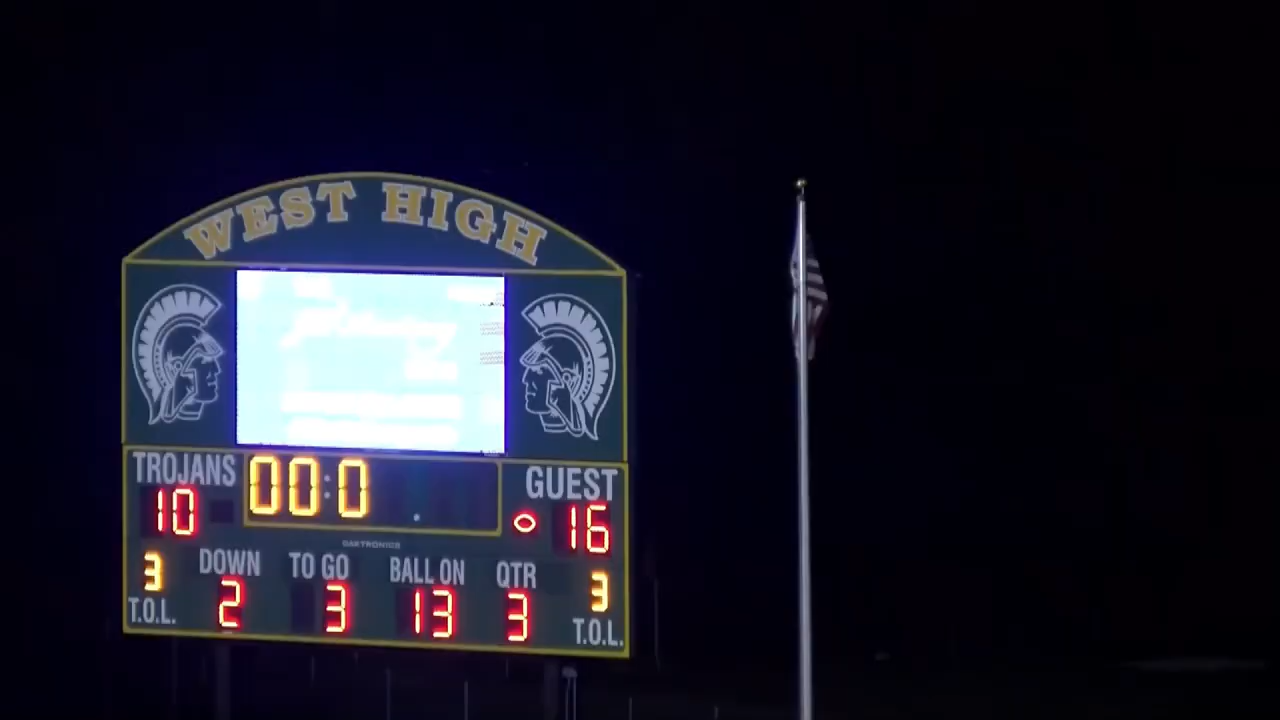 WEST HIGH
TROJANS 00:0 GUEST
10 16
DAKTRONICS
DOWN TO GO BALL ON QTR
3 2 3 13 3 3
T.O.L. T.O.L.